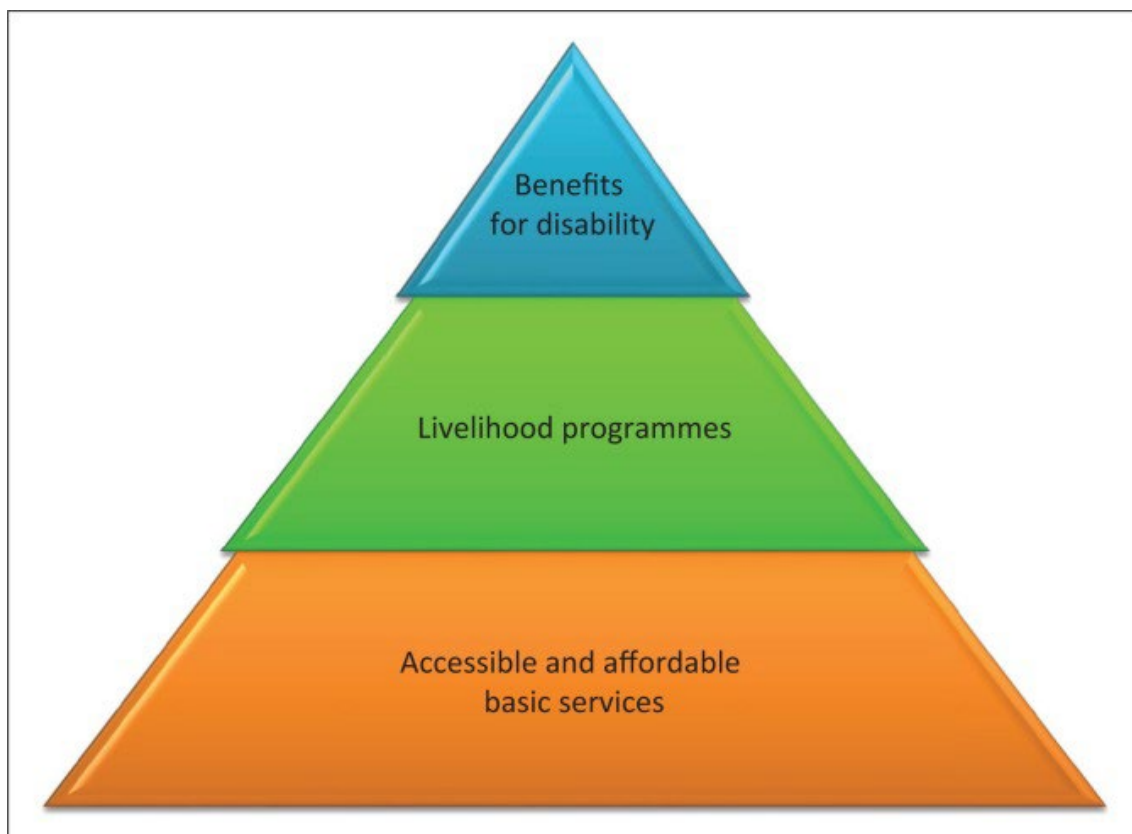 Benefits
for disability
Livelihood programmes
Accessible and affordable
basic services